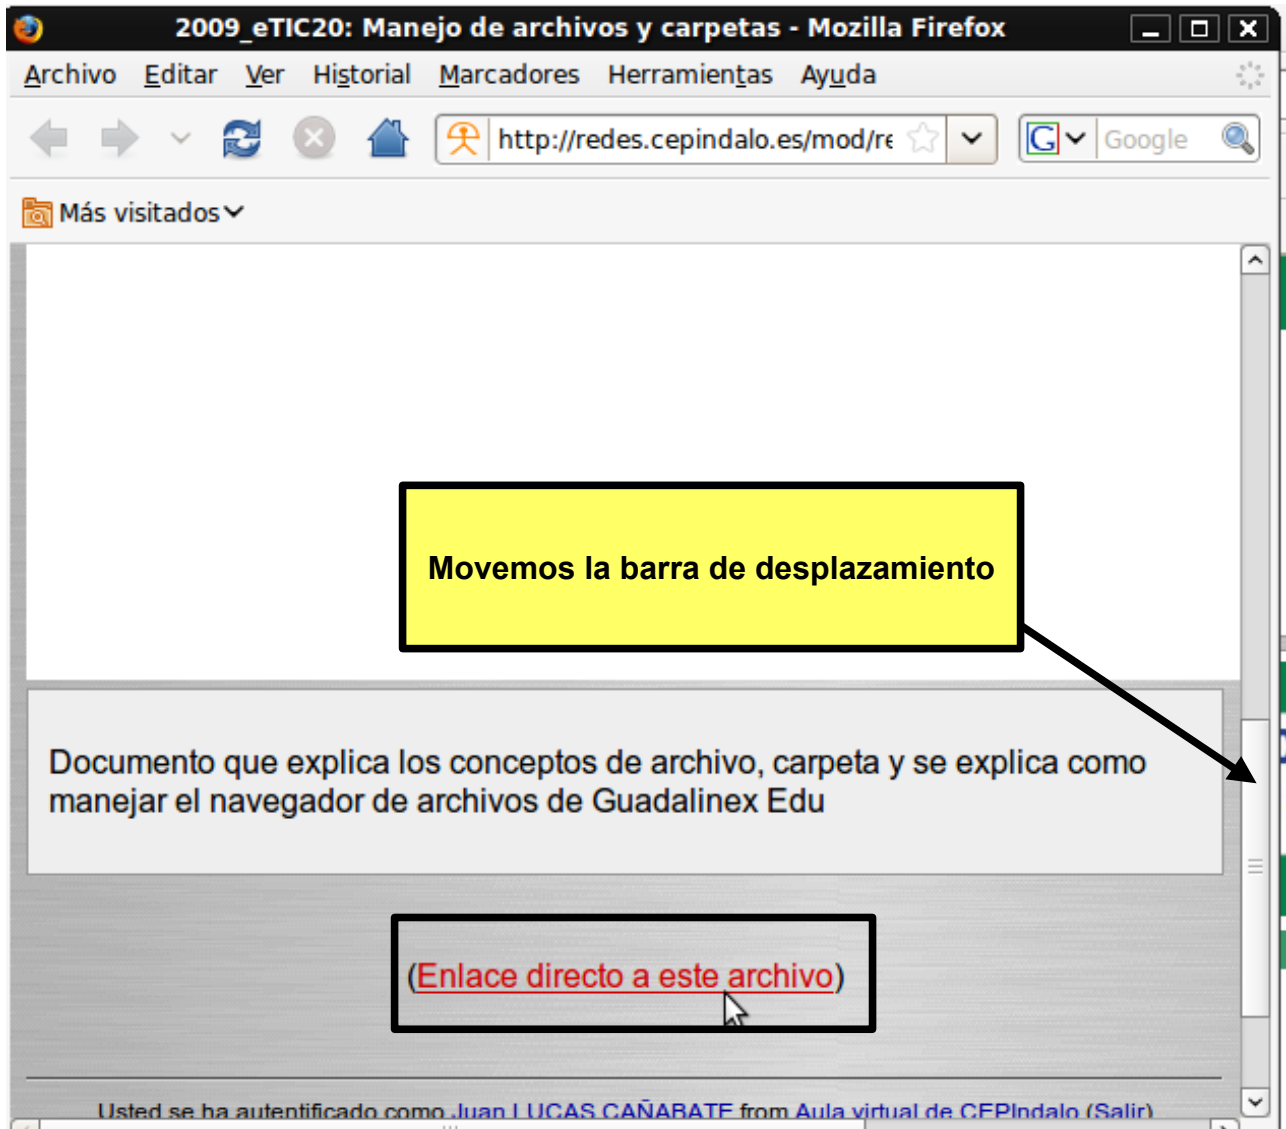 2009_eTIC20: Manejo de archivos y carpetas - Mozilla Firefox
Archivo Editar Ver Historial Marcadores Herramientas Ayuda
http://redes.cepindalo.es/mod/re
Google
Más visitados
Movemos la barra de desplazamiento
Documento que explica los conceptos de archivo, carpeta y se explica como
manejar el navegador de archivos de Guadalinex Edu
(Enlace directo a este archivo)
Usted se ha autentificado como Juan LUCAS CAÑABATE from Aula virtual de CEPIndalo (Salir)